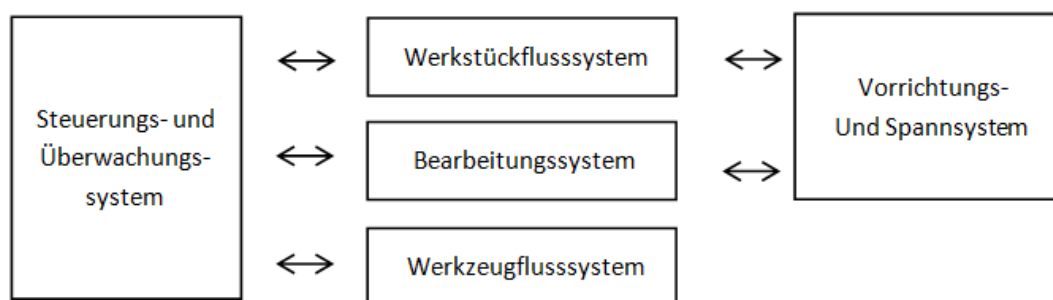 Steuerungs- und
Überwachungs-
system
Werkstückflusssystem
Bearbeitungssystem
Werkzeugflusssystem
Vorrichtungs-
Und Spannsystem